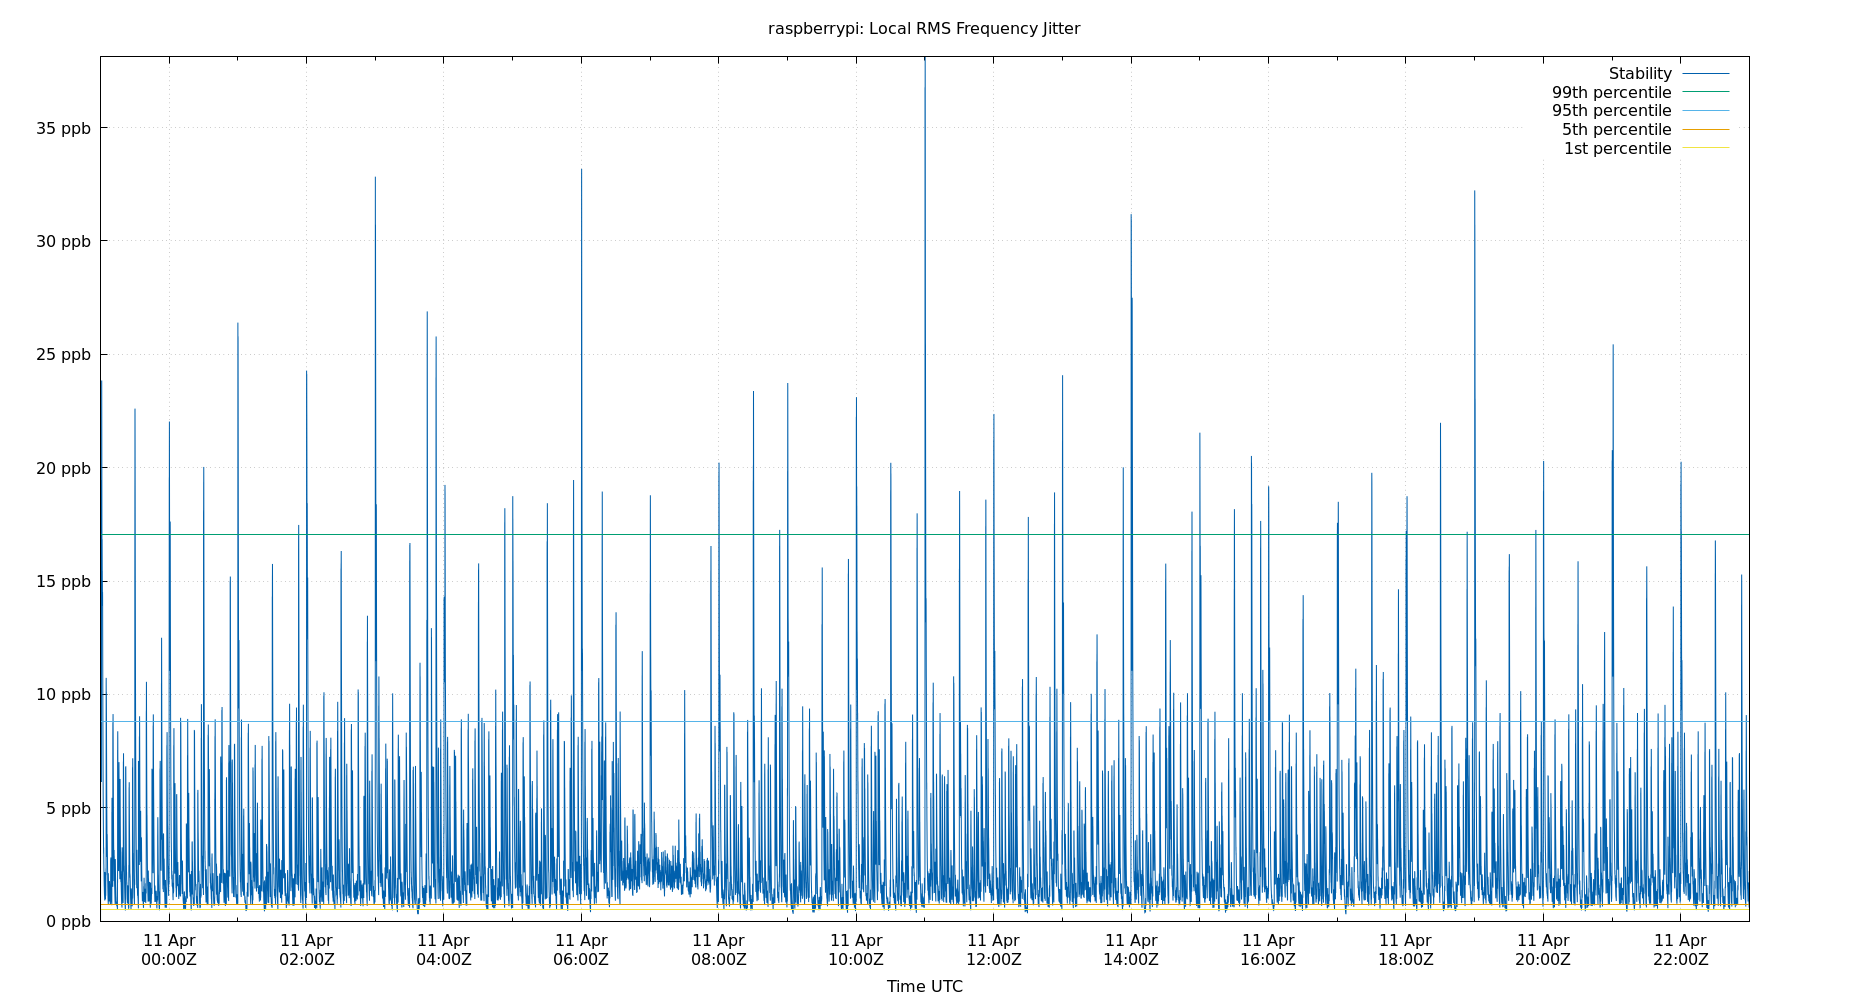 raspberrypi: Local RMS Frequency Jitter
Stability
99th percentile
95th percentile
5th percentile
1st percentile
35 ppb
30 ppb
25 ppb
20 ppb
15 ppb
10 ppb
5 ppb
0 ppb
11 Apr 11 Apr 11 Apr 11 Apr 11 Apr 11 Apr 11 Apr 11 Apr 11 Apr 11 Apr 11 Apr 11 Apr
00:00Z 02:00Z 04:00Z 06:00Z 08:00Z 10:00Z 12:00Z 14:00Z 16:00Z 18:00Z 20:00Z 22:00Z
Time UTC